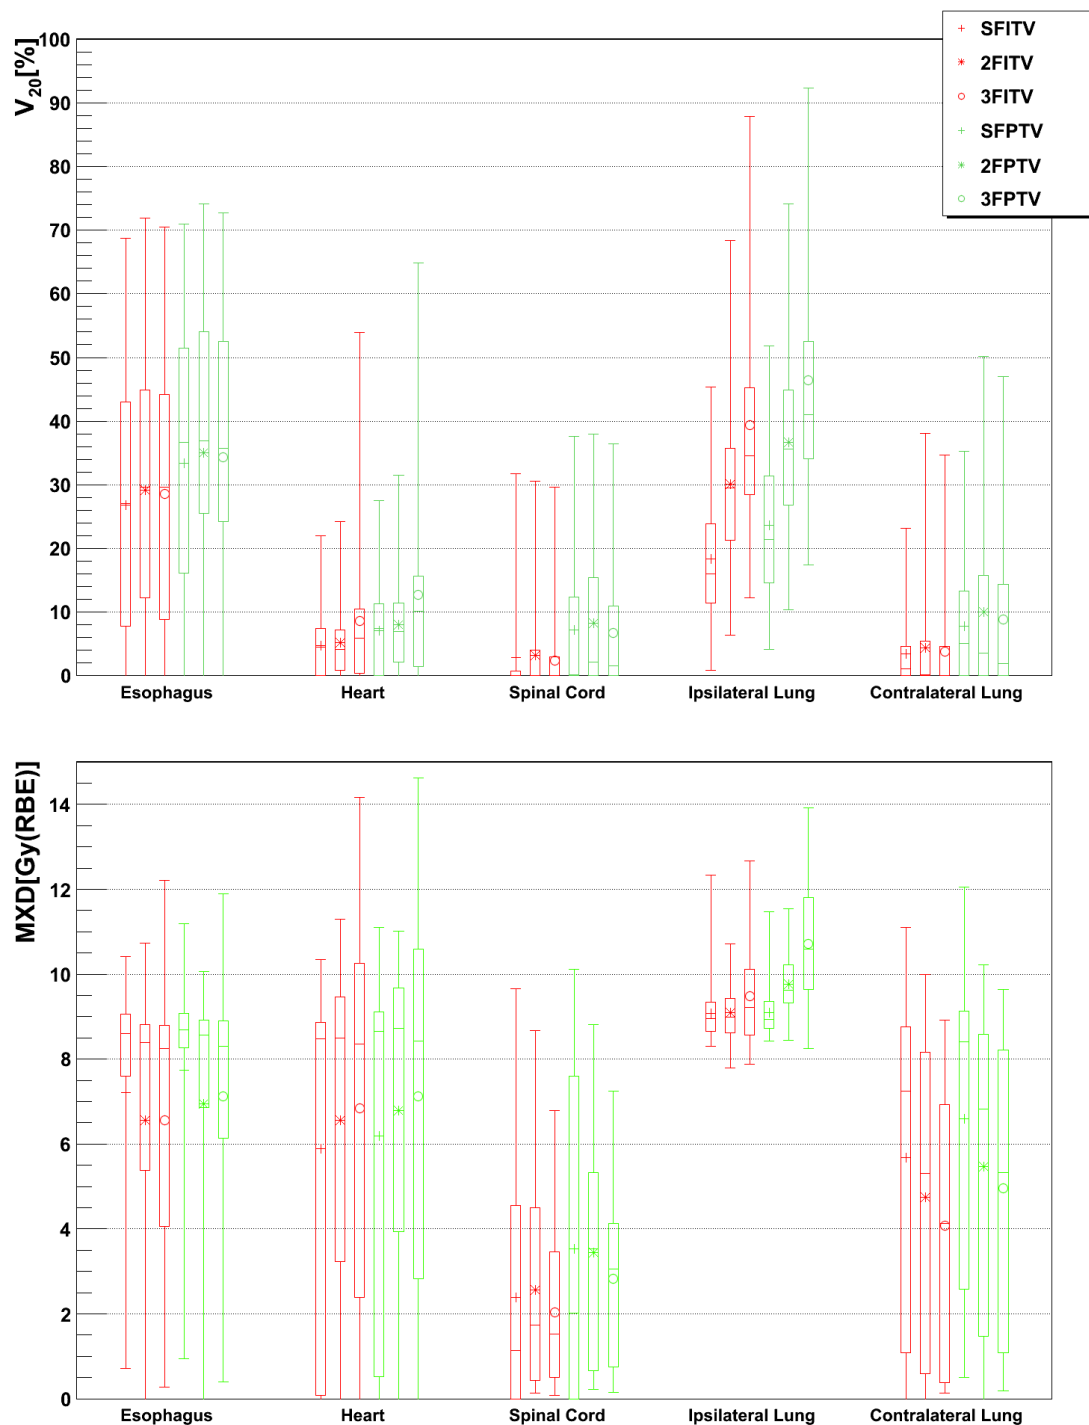 SFITV
2FITV
3FITV
SFPTV
2FPTV
3FPTV
V20[%]
100
90
80
70
60
50
40
30
20
10
0
Esophagus Heart Spinal Cord Ipsilateral Lung Contralateral Lung
MXD[Gy(RBE)]
14
12
10
8
6
4
2
0
Esophagus Heart Spinal Cord Ipsilateral Lung Contralateral Lung